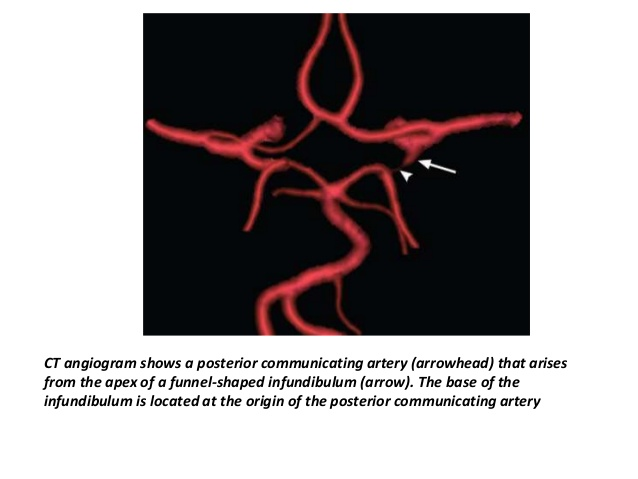 CT angiogram shows a posterior communicating artery (arrowhead) that arises
from the apex of a funnel-shaped infundibulum (arrow). The base of the
infundibulum is located at the origin of the posterior communicating artery